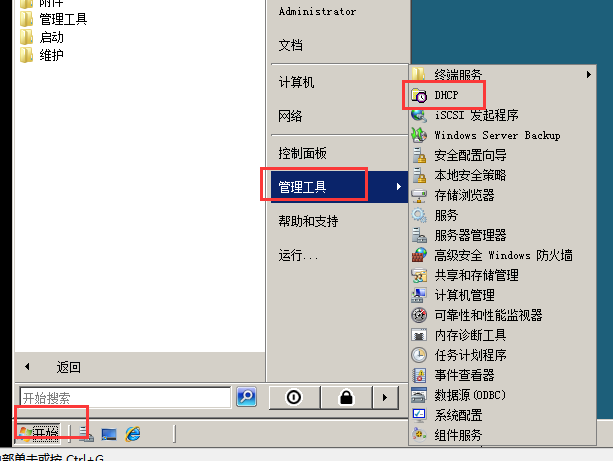 附件
管理工具
启动
维护
返回
开始搜索
Administrator
文档
计算机
网络
控制面板
管理工具
帮助和支持
运行...
终端服务
DHCP
iSCSI 发起程序
Windows Server Backup
安全配置向导
本地安全策略
存储浏览器
服务
服务器管理器
高级安全 Windows 防火墙
共享和存储管理
计算机管理
可靠性和性能监视器
内存诊断工具
任务计划程序
事件查看器
数据源(ODBC)
系统配置
组件服务
开始
内部单击或按 Ctrl+G